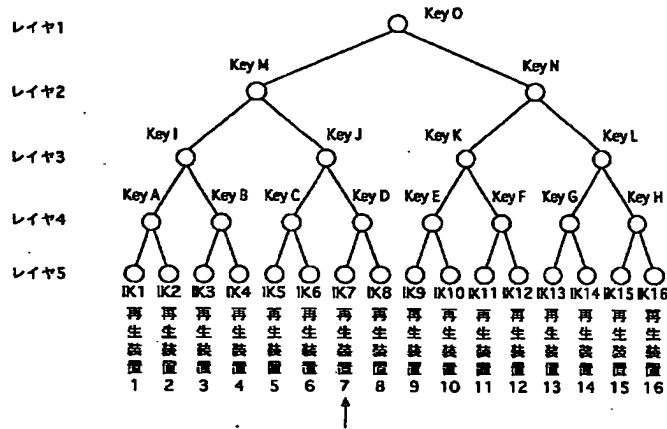 レイヤ1
Key O
レイヤ2
Key M
Key N
レイヤ3
Key I
Key J
Key K
Key L
レイヤ4
Key A
Key B
Key C
Key D
Key E
Key F
Key G
Key H
レイヤ5
IK1 IK2 IK3 IK4 IK5 IK6 IK7 IK8 IK9 IK10 IK11 IK12 IK13 IK14 IK15 IK16
再生装置1
再生装置2
再生装置3
再生装置4
再生装置5
再生装置6
再生装置7
再生装置8
再生装置9
再生装置10
再生装置11
再生装置12
再生装置13
再生装置14
再生装置15
再生装置16